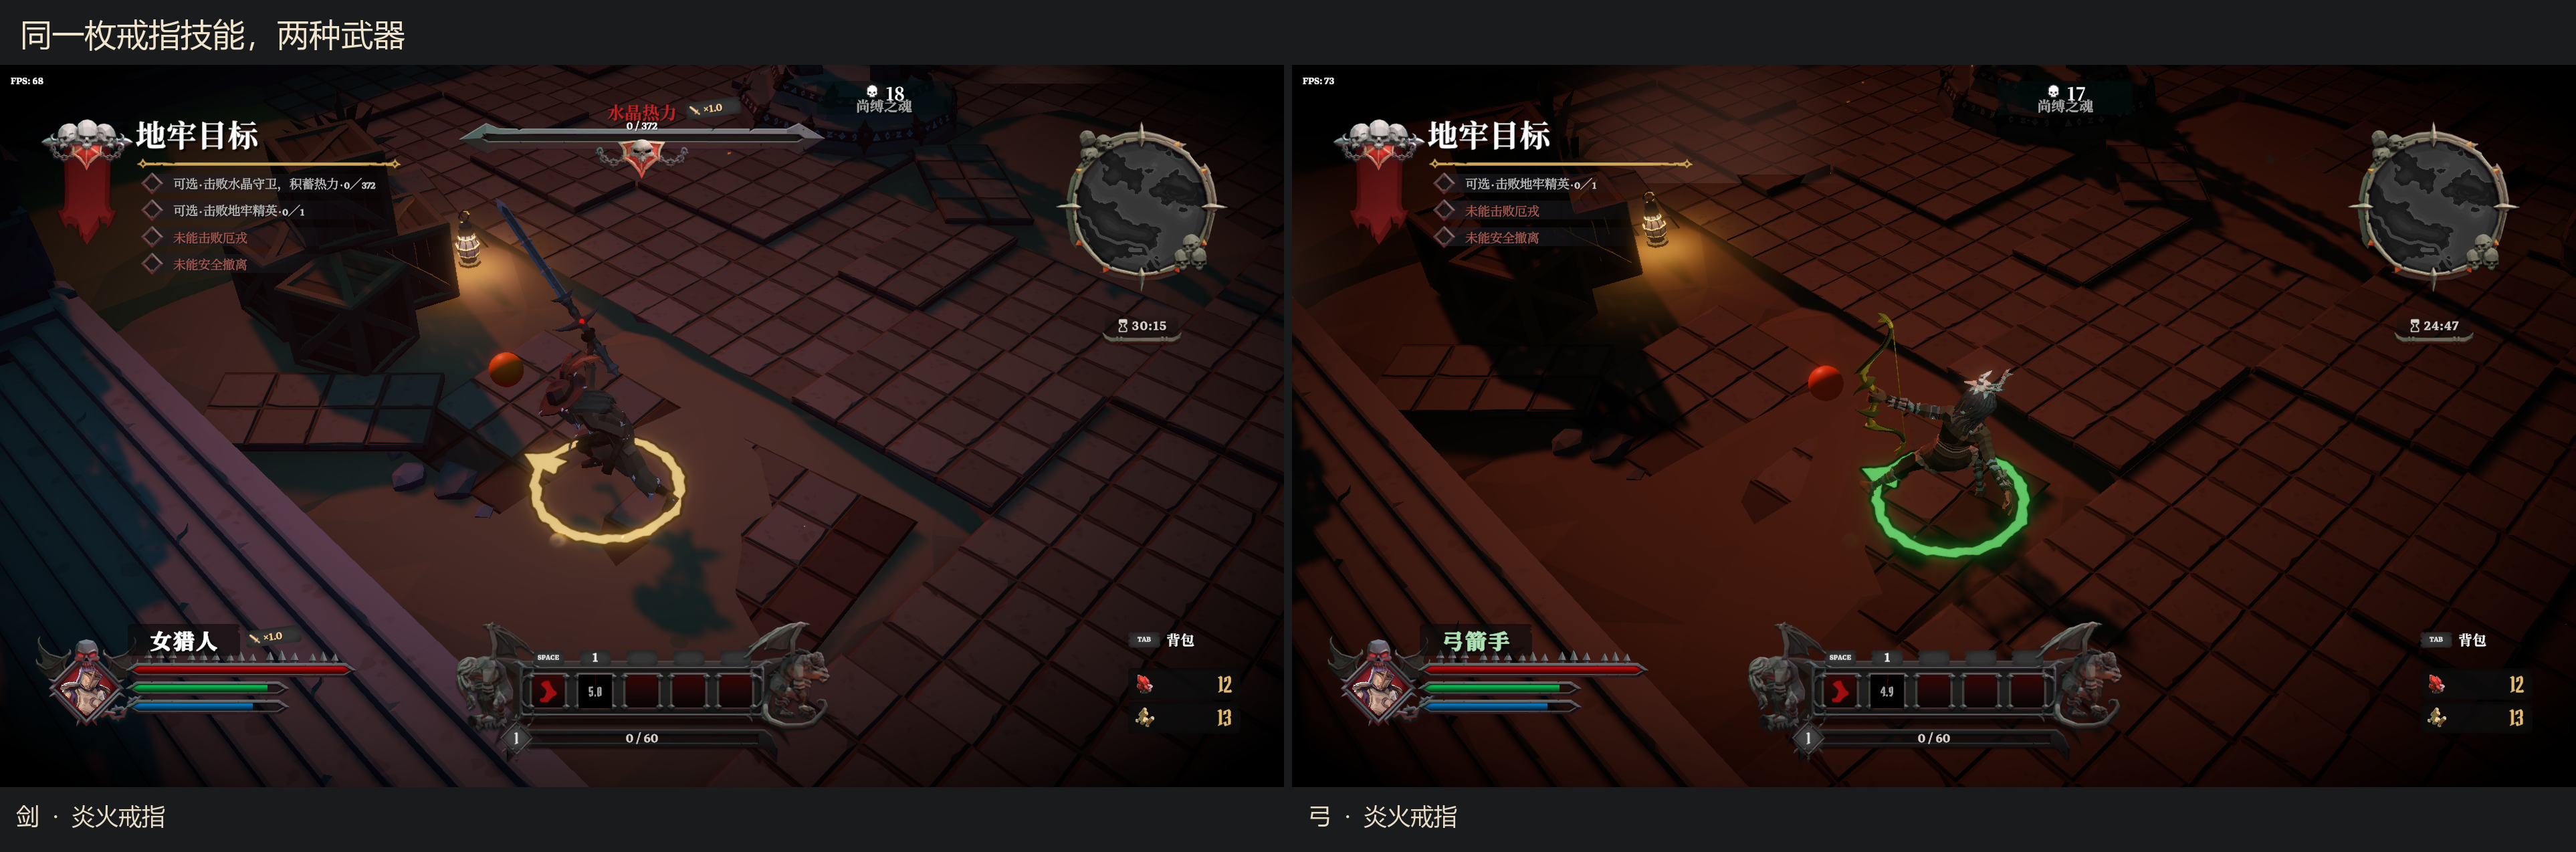 同一枚戒指技能，两种武器
FPS: 68
地牢目标
可选·击败水晶守卫，积蓄热力·0/372
可选·击败地牢精英·0/1
未能击败厄戎
未能安全撤离
水晶热力 ×1.0
0 / 372
18
尚缚之魂
30:15
女猎人 ×1.0
SPACE 1
5.0
1 0 / 60
TAB 背包
12
13
剑 · 炎火戒指
FPS: 73
地牢目标
可选·击败地牢精英·0/1
未能击败厄戎
未能安全撤离
17
尚缚之魂
24:47
弓箭手
SPACE 1
4.9
1 0 / 60
TAB 背包
12
13
弓 · 炎火戒指